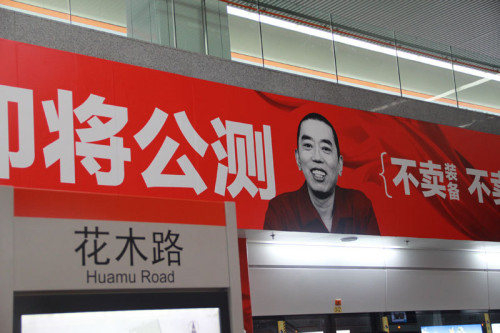 即将公测
不卖装备 不
花木路
Huamu Road